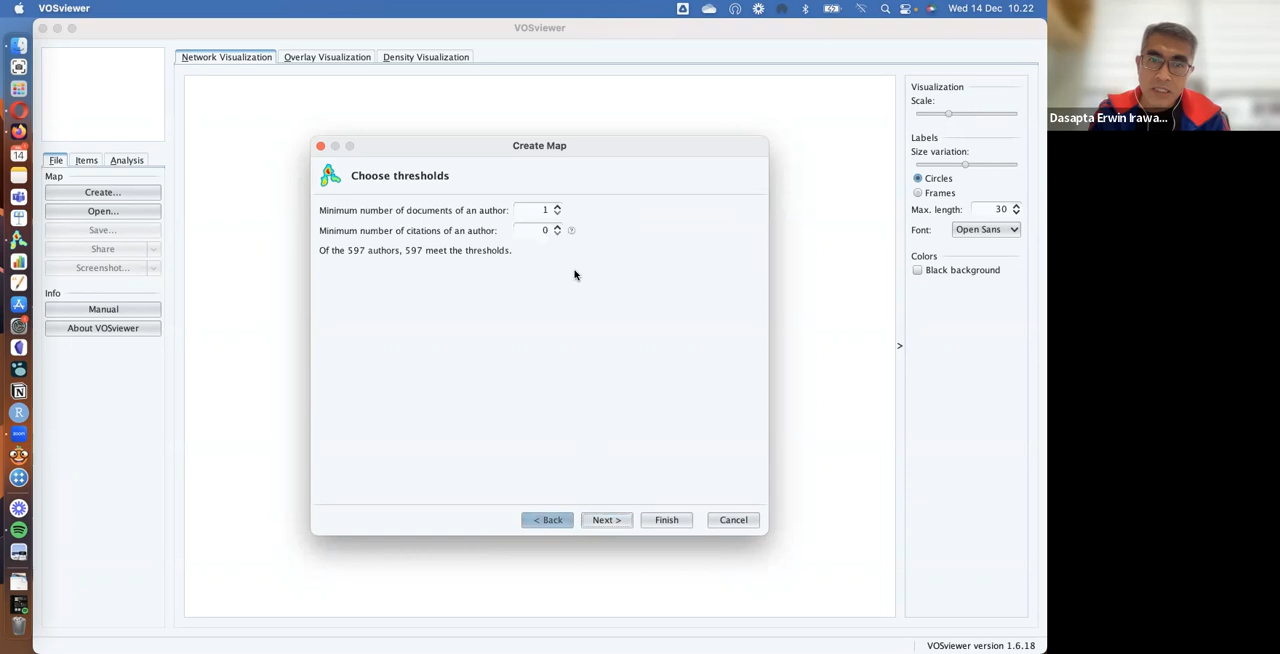 VOSviewer
Wed 14 Dec 10.22
VOSviewer
Network Visualization
Overlay Visualization
Density Visualization
File
Items
Analysis
Map
Create...
Open...
Save...
Share
Screenshot...
Info
Manual
About VOSviewer
Create Map
Choose thresholds
Minimum number of documents of an author: 1
Minimum number of citations of an author: 0
Of the 597 authors, 597 meet the thresholds.
< Back
Next >
Finish
Cancel
Visualization
Scale:
Labels
Size variation:
Circles
Frames
Max. length: 30
Font: Open Sans
Colors
Black background
>
VOSviewer version 1.6.18
Dasapta Erwin Irawa...
14